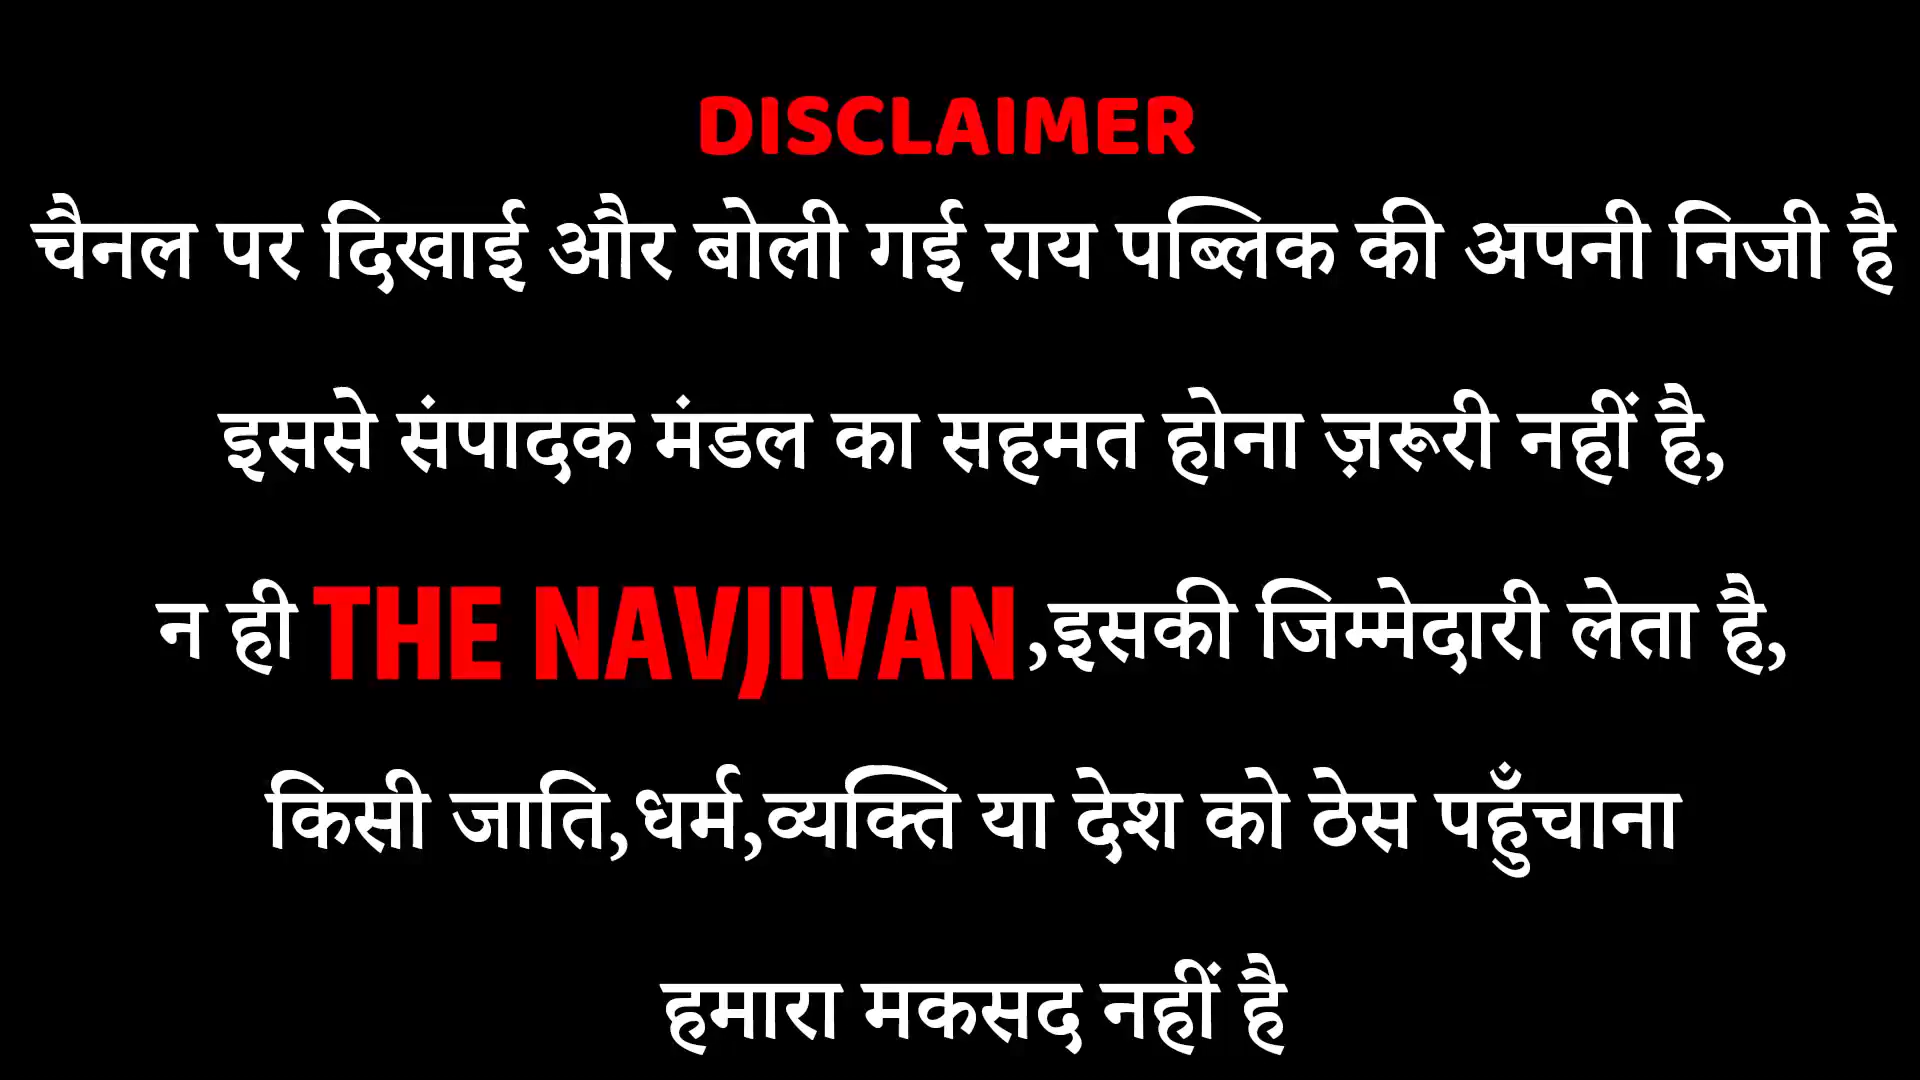 DISCLAIMER
चैनल पर दिखाई और बोली गई राय पब्लिक की अपनी निजी है
इससे संपादक मंडल का सहमत होना ज़रूरी नहीं है,
न ही THE NAVJIVAN ,इसकी जिम्मेदारी लेता है,
किसी जाति,धर्म,व्यक्ति या देश को ठेस पहुँचाना
हमारा मकसद नहीं है